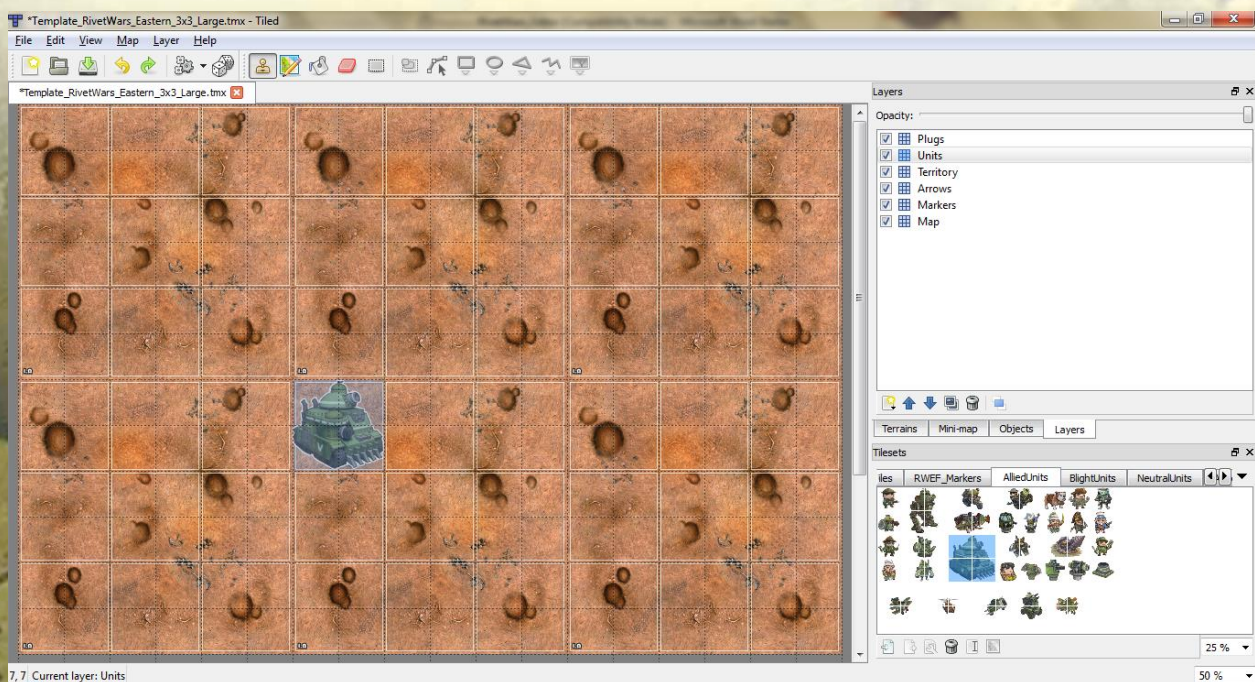 *Template_RivetWars_Eastern_3x3_Large.tmx - Tiled
File Edit View Map Layer Help
*Template_RivetWars_Eastern_3x3_Large.tmx
Layers
Opacity:
Plugs
Units
Territory
Arrows
Markers
Map
Terrains Mini-map Objects Layers
Tilesets
iles RWEF_Markers AlliedUnits BlightUnits NeutralUnits
25 %
7, 7 Current layer: Units
50 %